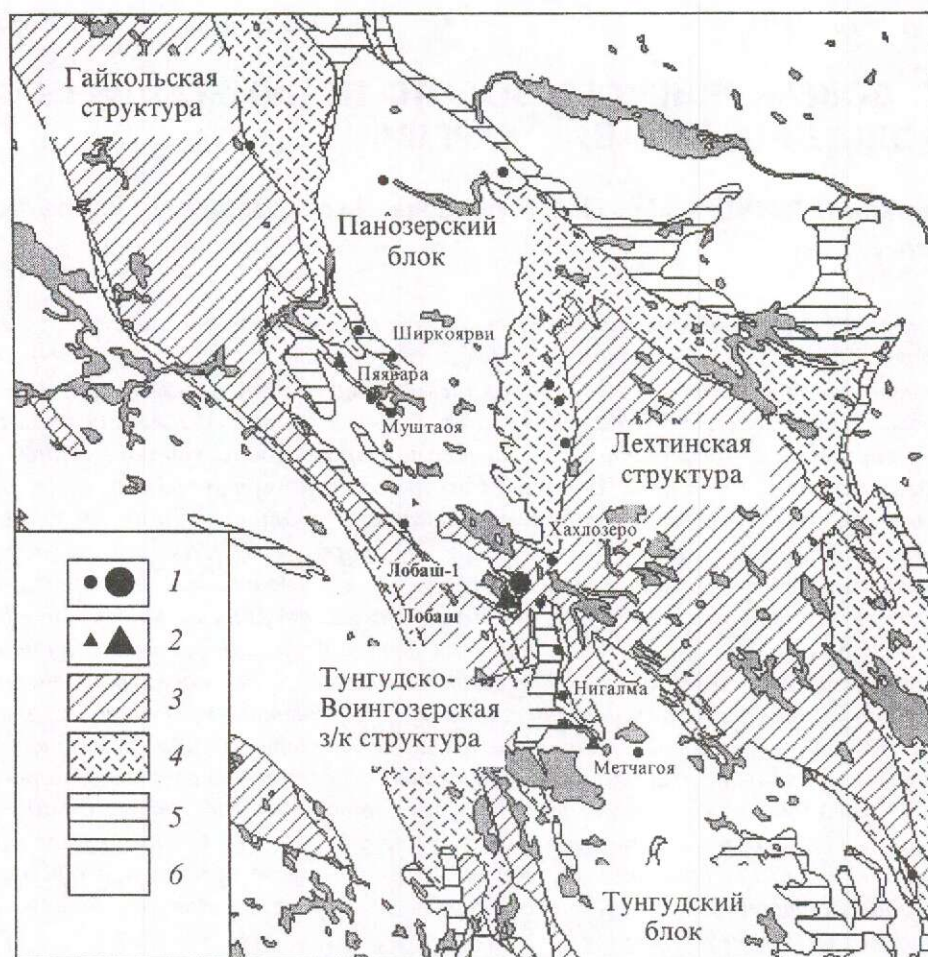 Гайкольская
структура
Панозерский
блок
Ширкоярви
Пяявара
Муштаоя
Лехтинская
структура
Хахлозеро
Лобаш-1
Лобаш
Тунгудско-
Воингозерская
з/к структура
Нигалма
Метчагоя
Тунгудский
блок
1
2
3
4
5
6